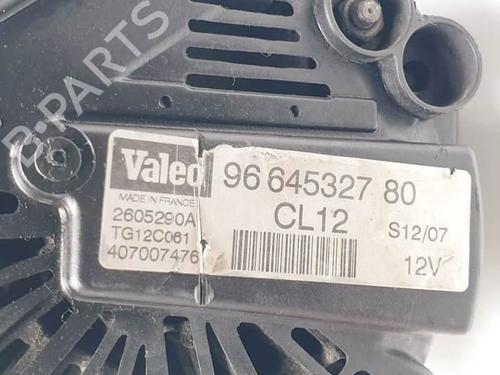 B-PARTS
Valeo
MADE IN FRANCE
2605290A
TG12C061
407007476
96 645327 80
CL12
S12/07
12V